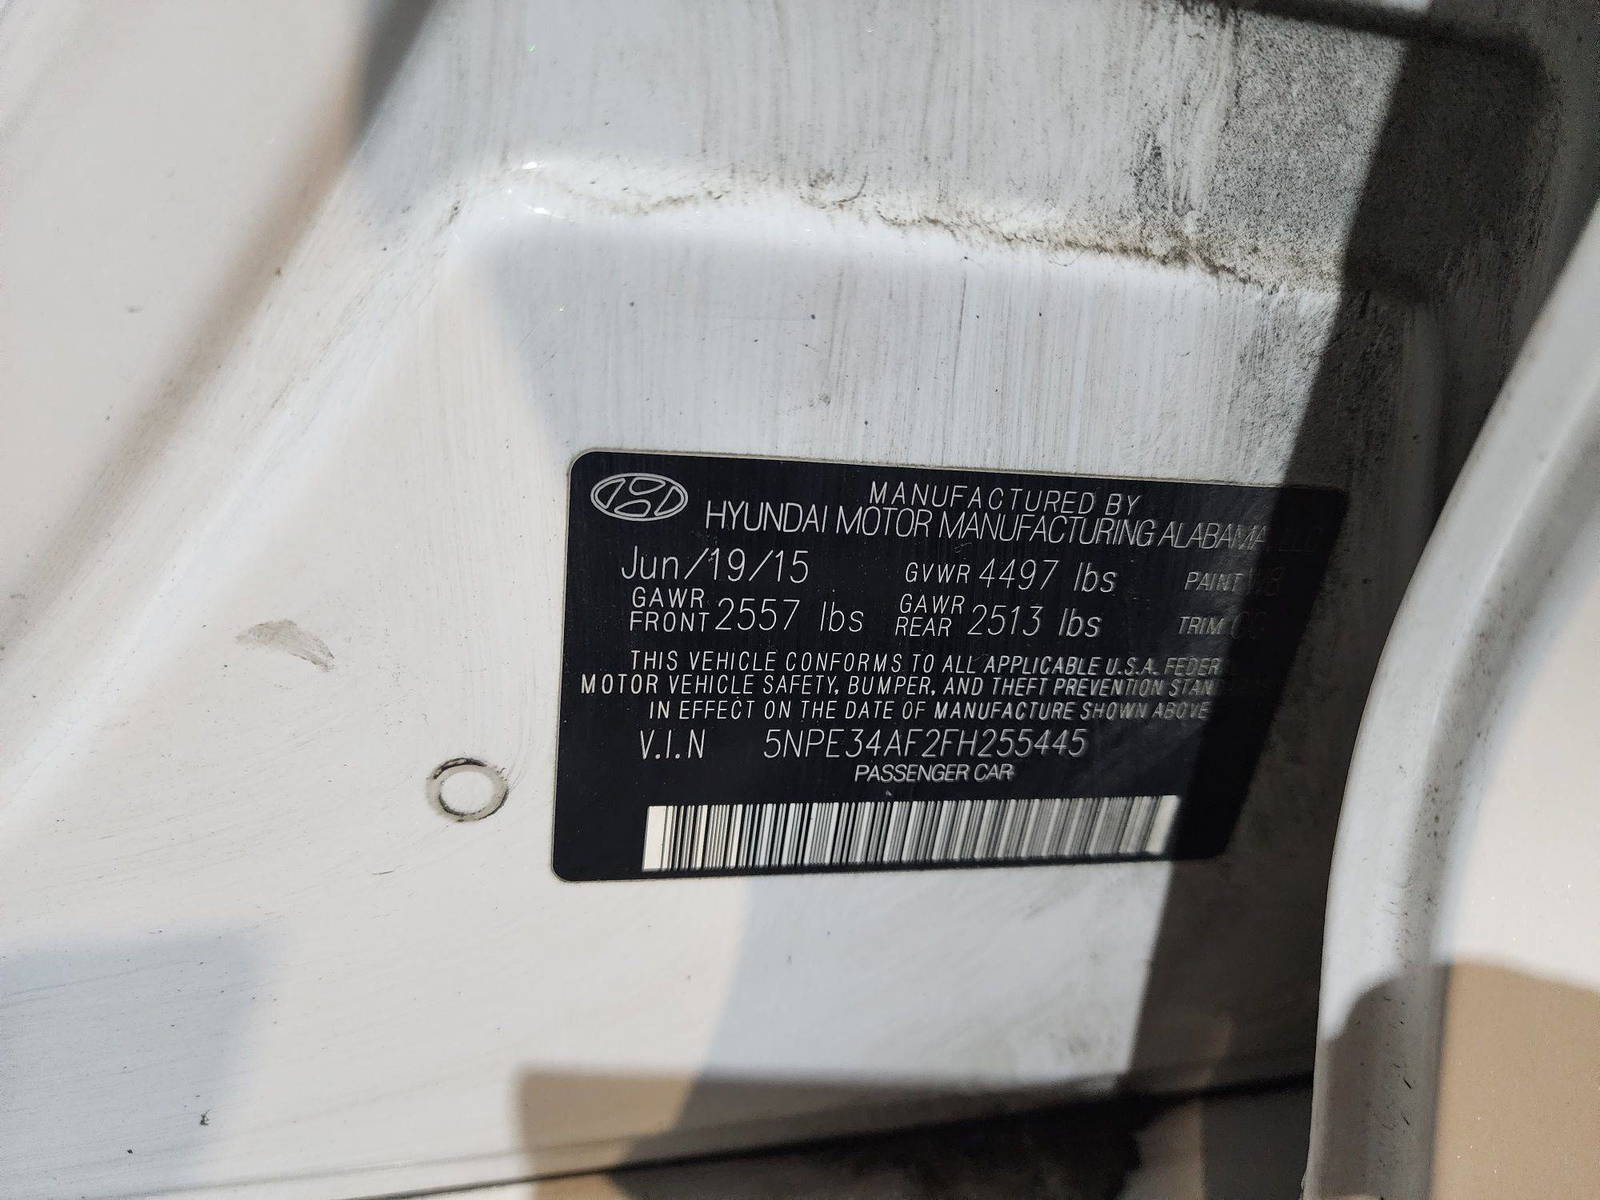 MANUFACTURED BY
HYUNDAI MOTOR MANUFACTURING ALABAMA
Jun/19/15 GVWR 4497 lbs PAINT
GAWR FRONT 2557 lbs GAWR REAR 2513 lbs TRIM
THIS VEHICLE CONFORMS TO ALL APPLICABLE U.S.A. FEDER
MOTOR VEHICLE SAFETY, BUMPER, AND THEFT PREVENTION STAN
IN EFFECT ON THE DATE OF MANUFACTURE SHOWN ABOVE
V.I.N 5NPE34AF2FH255445
PASSENGER CAR